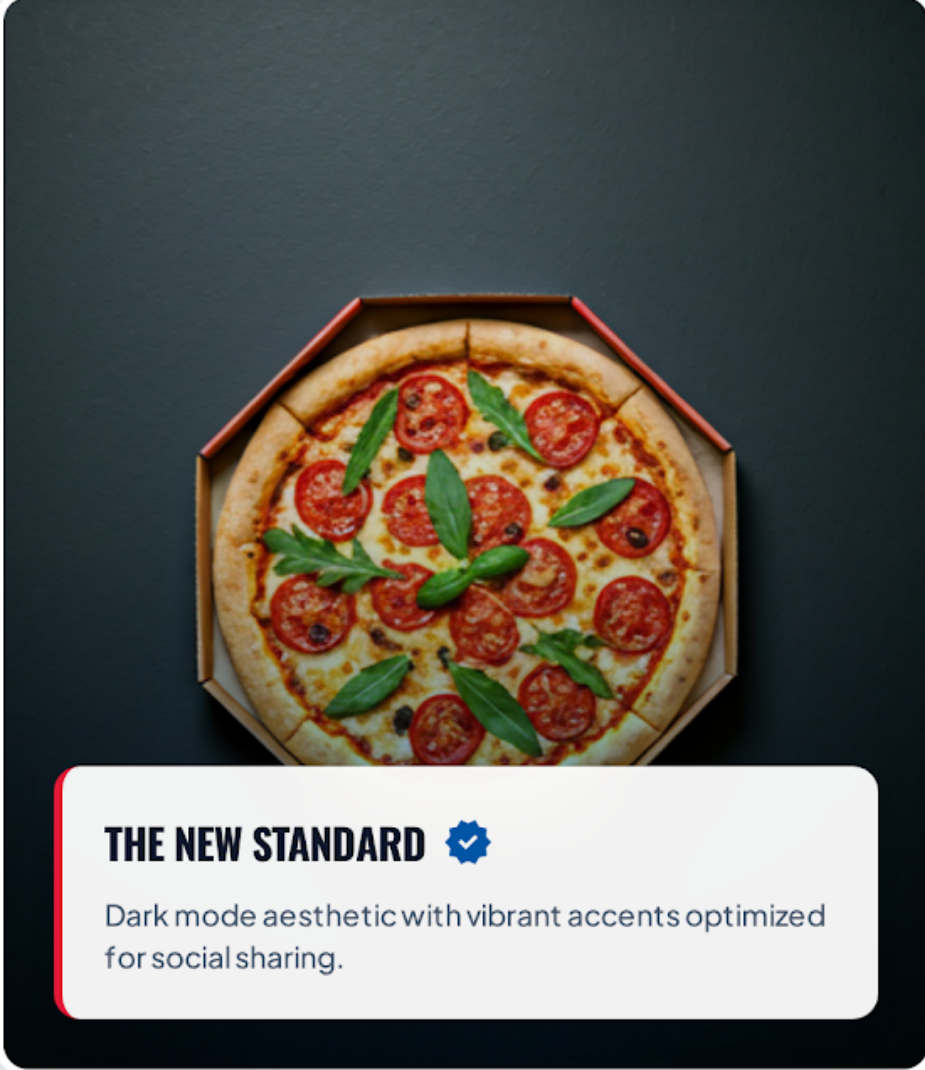 THE NEW STANDARD
Dark mode aesthetic with vibrant accents optimized
for social sharing.